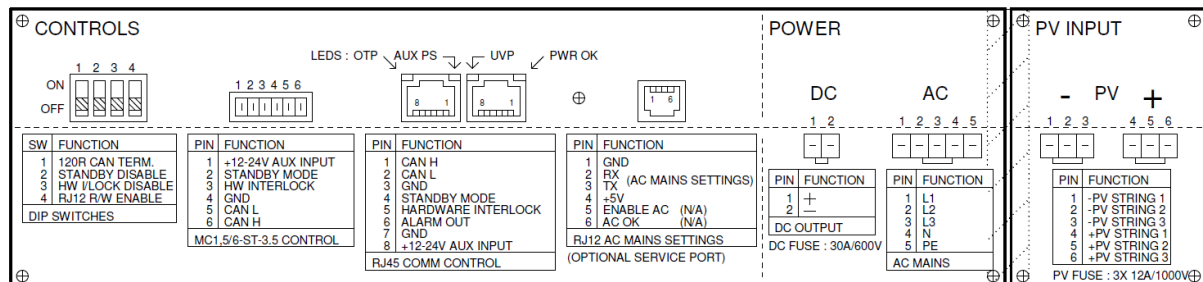 CONTROLS
LEDS : OTP AUX PS UVP PWR OK
1 2 3 4
ON
OFF
1 2 3 4 5 6
8 1
8 1
1 6
SW FUNCTION
1 120R CAN TERM.
2 STANDBY DISABLE
3 HW I/LOCK DISABLE
4 RJ12 R/W ENABLE
DIP SWITCHES
PIN FUNCTION
1 +12-24V AUX INPUT
2 STANDBY MODE
3 HW INTERLOCK
4 GND
5 CAN L
6 CAN H
MC1,5/6-ST-3.5 CONTROL
PIN FUNCTION
1 CAN H
2 CAN L
3 GND
4 STANDBY MODE
5 HARDWARE INTERLOCK
6 ALARM OUT
7 GND
8 +12-24V AUX INPUT
RJ45 COMM CONTROL
PIN FUNCTION
1 GND
2 RX
3 TX (AC MAINS SETTINGS)
4 +5V
5 ENABLE AC (N/A)
6 AC OK (N/A)
RJ12 AC MAINS SETTINGS
(OPTIONAL SERVICE PORT)
POWER
DC
1 2
PIN FUNCTION
1 +
2 −
DC OUTPUT
DC FUSE : 30A/600V
AC
1 2 3 4 5
PIN FUNCTION
1 L1
2 L2
3 L3
4 N
5 PE
AC MAINS
PV INPUT
- PV +
1 2 3
4 5 6
PIN FUNCTION
1 -PV STRING 1
2 -PV STRING 2
3 -PV STRING 3
4 +PV STRING 1
5 +PV STRING 2
6 +PV STRING 3
PV FUSE : 3X 12A/1000V